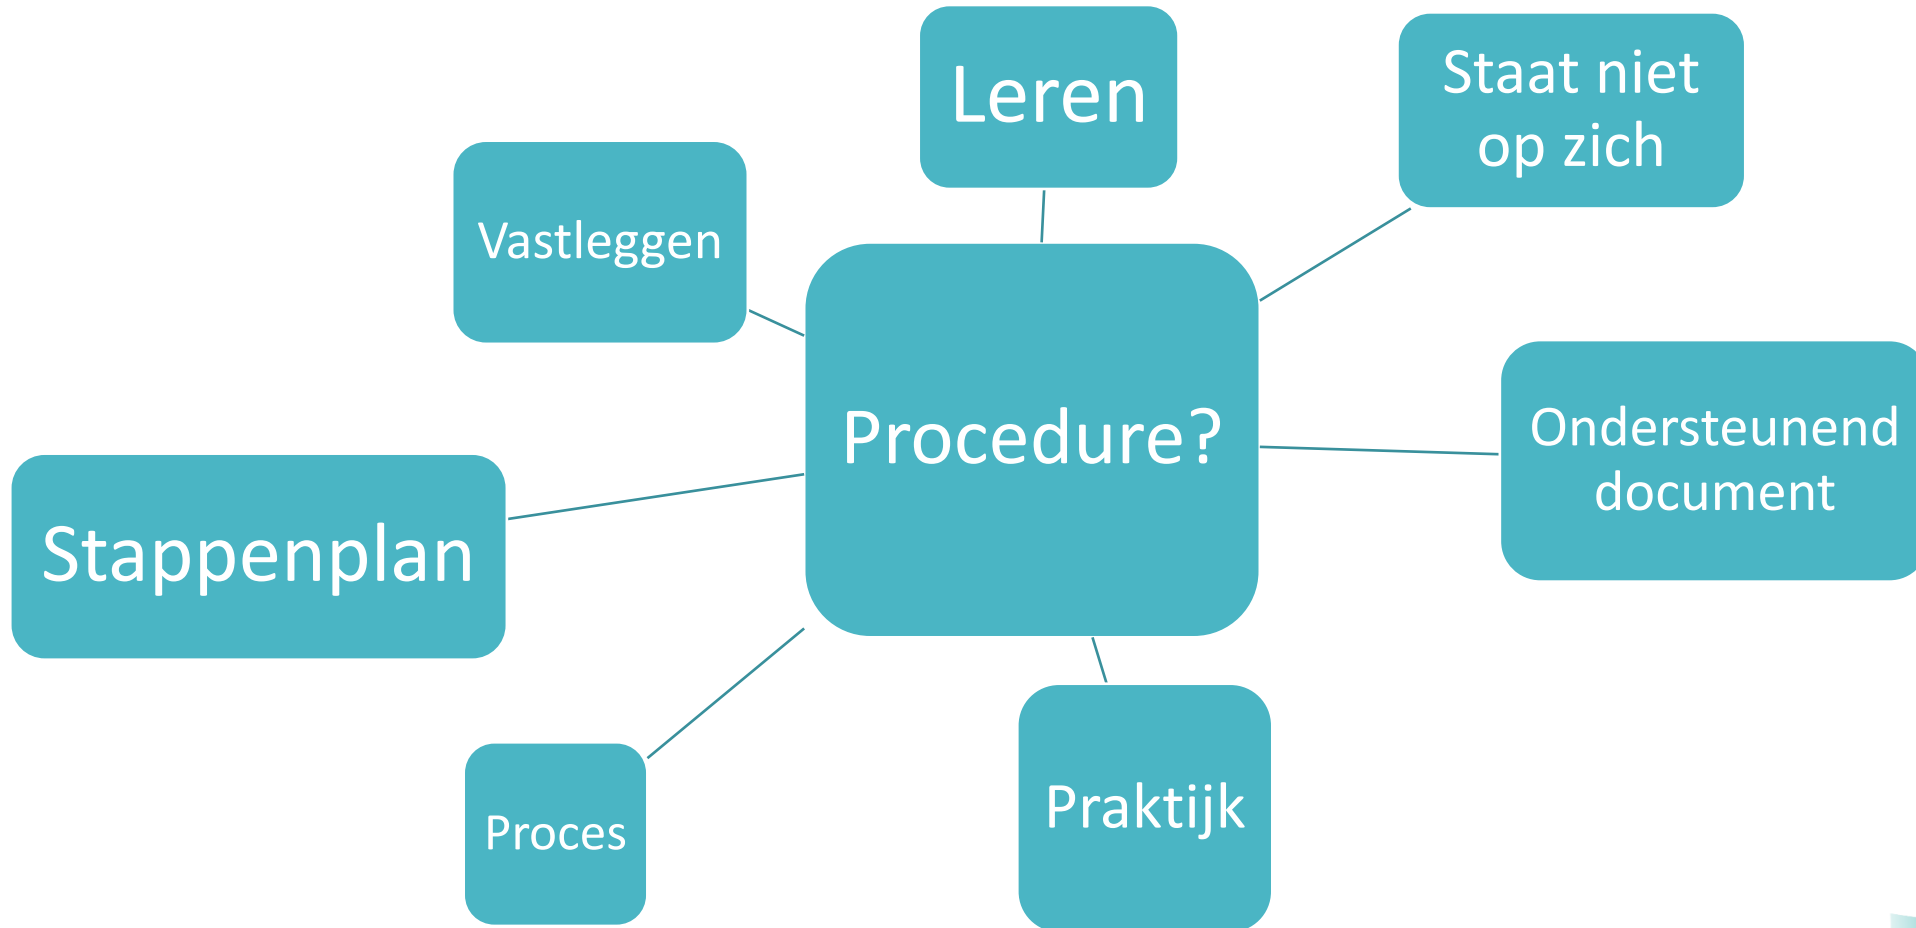 Leren
Staat niet
op zich
Vastleggen
Procedure?
Ondersteunend
document
Stappenplan
Proces
Praktijk